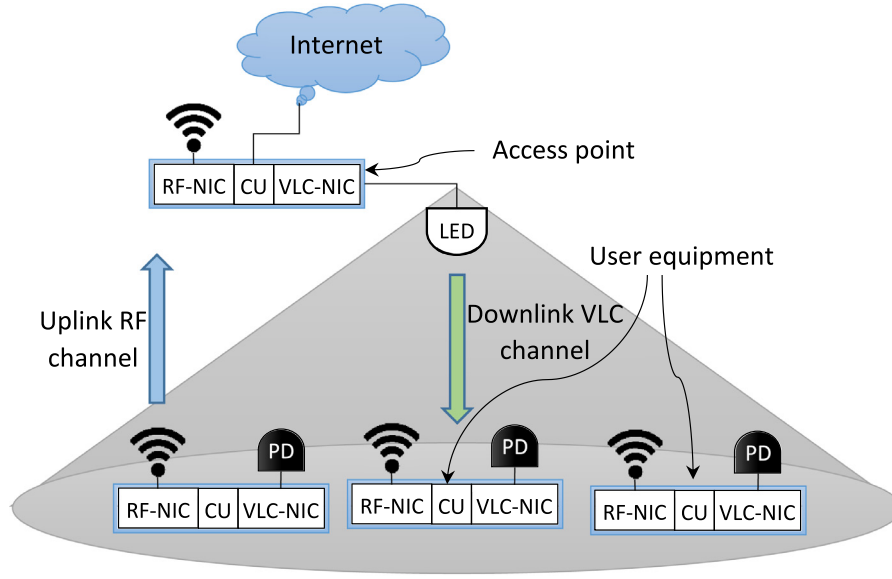 Internet
Access point
RF-NIC CU VLC-NIC
LED
User equipment
Uplink RF
channel
Downlink VLC
channel
PD
PD
PD
RF-NIC CU VLC-NIC
RF-NIC CU VLC-NIC
RF-NIC CU VLC-NIC